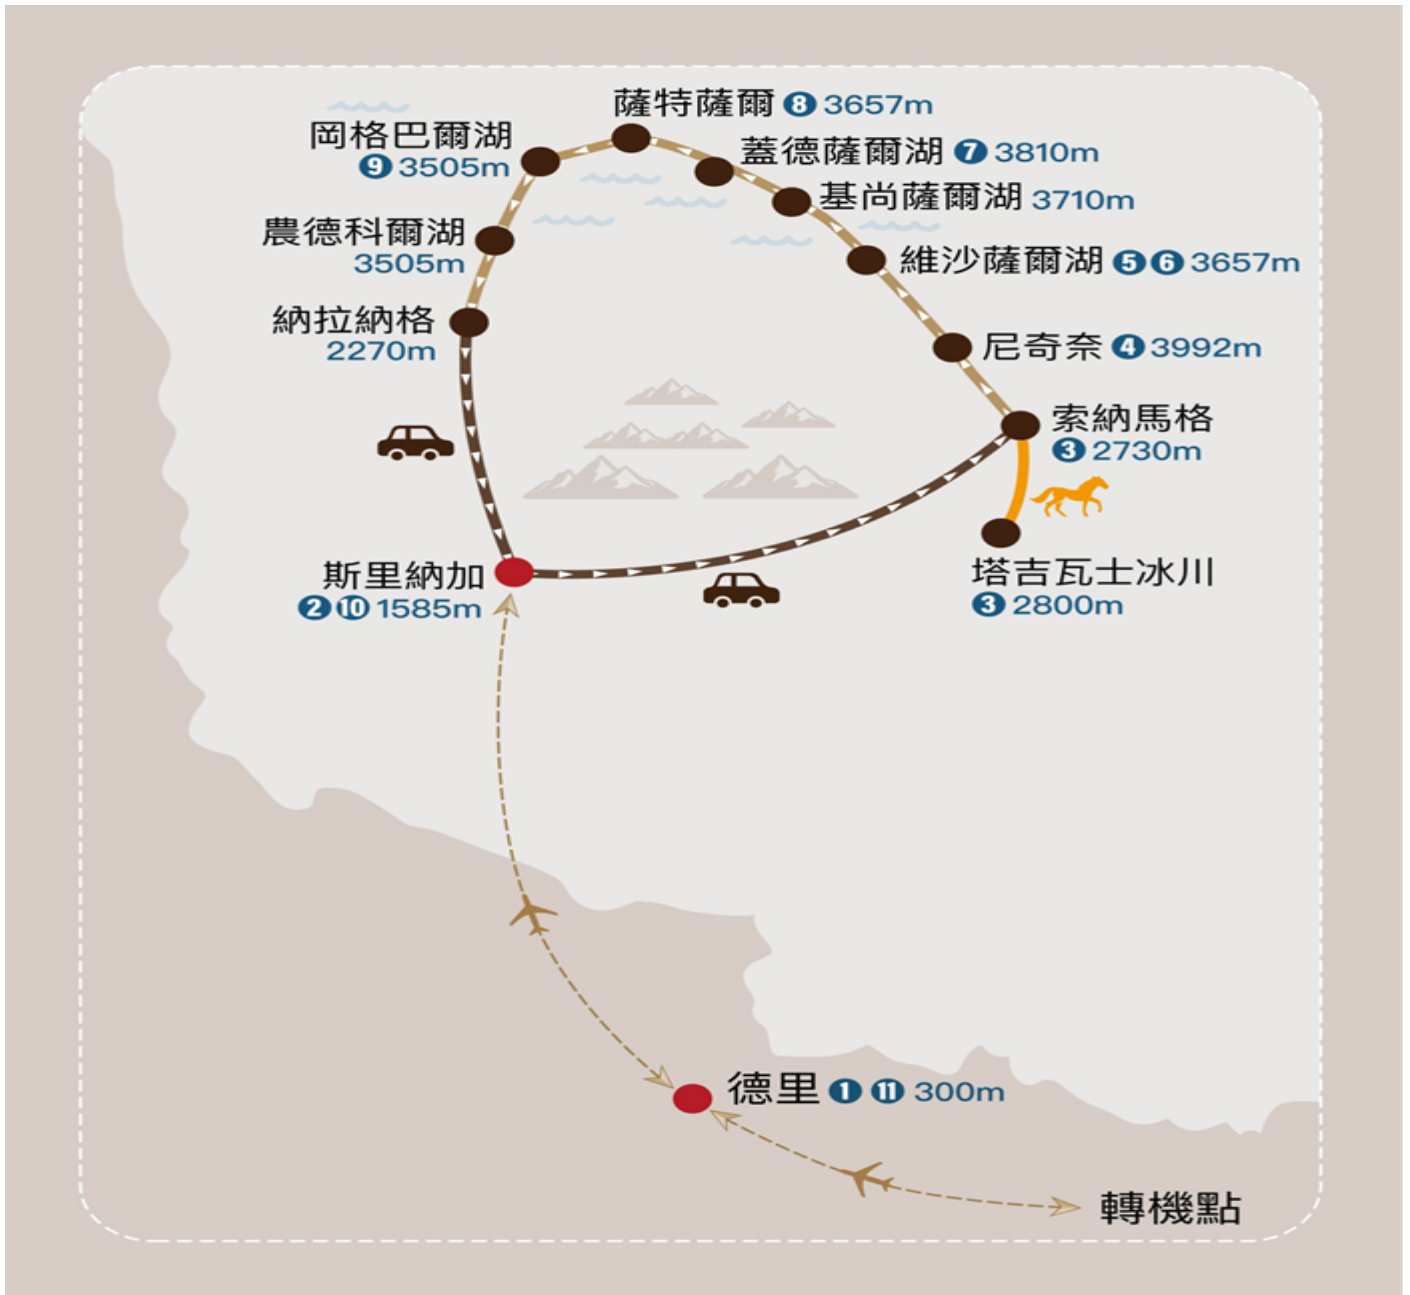 薩特薩爾 8 3657m
岡格巴爾湖
9 3505m
蓋德薩爾湖 7 3810m
基尚薩爾湖 3710m
農德科爾湖
3505m
維沙薩爾湖 5 6 3657m
納拉納格
2270m
尼奇奈 4 3992m
索納馬格
3 2730m
斯里納加
2 10 1585m
塔吉瓦士冰川
3 2800m
德里 1 11 300m
轉機點